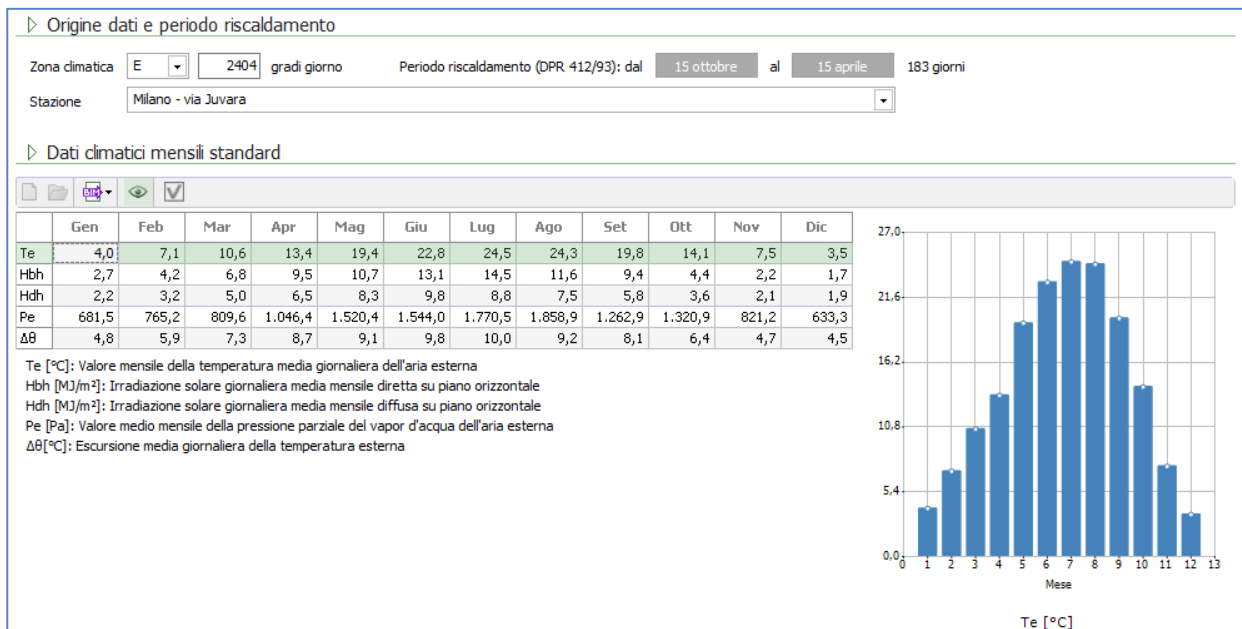 Origine dati e periodo riscaldamento
Zona climatica E 2404 gradi giorno Periodo riscaldamento (DPR 412/93): dal 15 ottobre al 15 aprile 183 giorni
Stazione Milano - via Juvara
Dati climatici mensili standard
BIM
Gen Feb Mar Apr Mag Giu Lug Ago Set Ott Nov Dic
Te 4,0 7,1 10,6 13,4 19,4 22,8 24,5 24,3 19,8 14,1 7,5 3,5
Hbh 2,7 4,2 6,8 9,5 10,7 13,1 14,5 11,6 9,4 4,4 2,2 1,7
Hdh 2,2 3,2 5,0 6,5 8,3 9,8 8,8 7,5 5,8 3,6 2,1 1,9
Pe 681,5 765,2 809,6 1.046,4 1.520,4 1.544,0 1.770,5 1.858,9 1.262,9 1.320,9 821,2 633,3
Δθ 4,8 5,9 7,3 8,7 9,1 9,8 10,0 9,2 8,1 6,4 4,7 4,5
Te [°C]: Valore mensile della temperatura media giornaliera dell'aria esterna
Hbh [MJ/m²]: Irradiazione solare giornaliera media mensile diretta su piano orizzontale
Hdh [MJ/m²]: Irradiazione solare giornaliera media mensile diffusa su piano orizzontale
Pe [Pa]: Valore medio mensile della pressione parziale del vapor d'acqua dell'aria esterna
Δθ[°C]: Escursione media giornaliera della temperatura esterna
27,0
21,6
16,2
10,8
5,4
0,0
0 1 2 3 4 5 6 7 8 9 10 11 12 13
Mese
Te [°C]